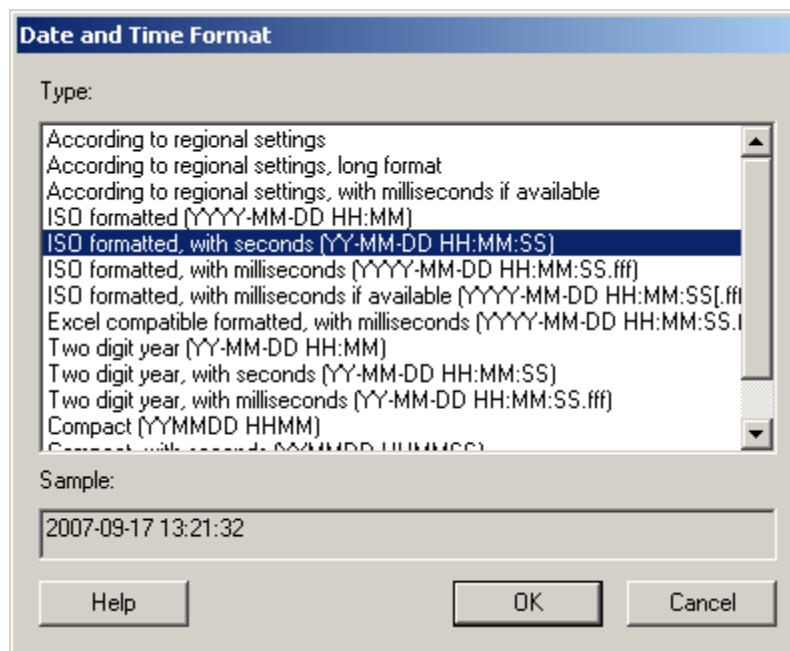 Date and Time Format
Type:
According to regional settings
According to regional settings, long format
According to regional settings, with milliseconds if available
ISO formatted (YYYY-MM-DD HH:MM)
ISO formatted, with seconds (YY-MM-DD HH:MM:SS)
ISO formatted, with milliseconds (YYYY-MM-DD HH:MM:SS.fff)
ISO formatted, with milliseconds if available (YYYY-MM-DD HH:MM:SS[.fff
Excel compatible formatted, with milliseconds (YYYY-MM-DD HH:MM:SS.
Two digit year (YY-MM-DD HH:MM)
Two digit year, with seconds (YY-MM-DD HH:MM:SS)
Two digit year, with milliseconds (YY-MM-DD HH:MM:SS.fff)
Compact (YYMMDD HHMM)
Compact, with seconds (YYMMDD HHMMSS)
Sample:
2007-09-17 13:21:32
Help
OK
Cancel